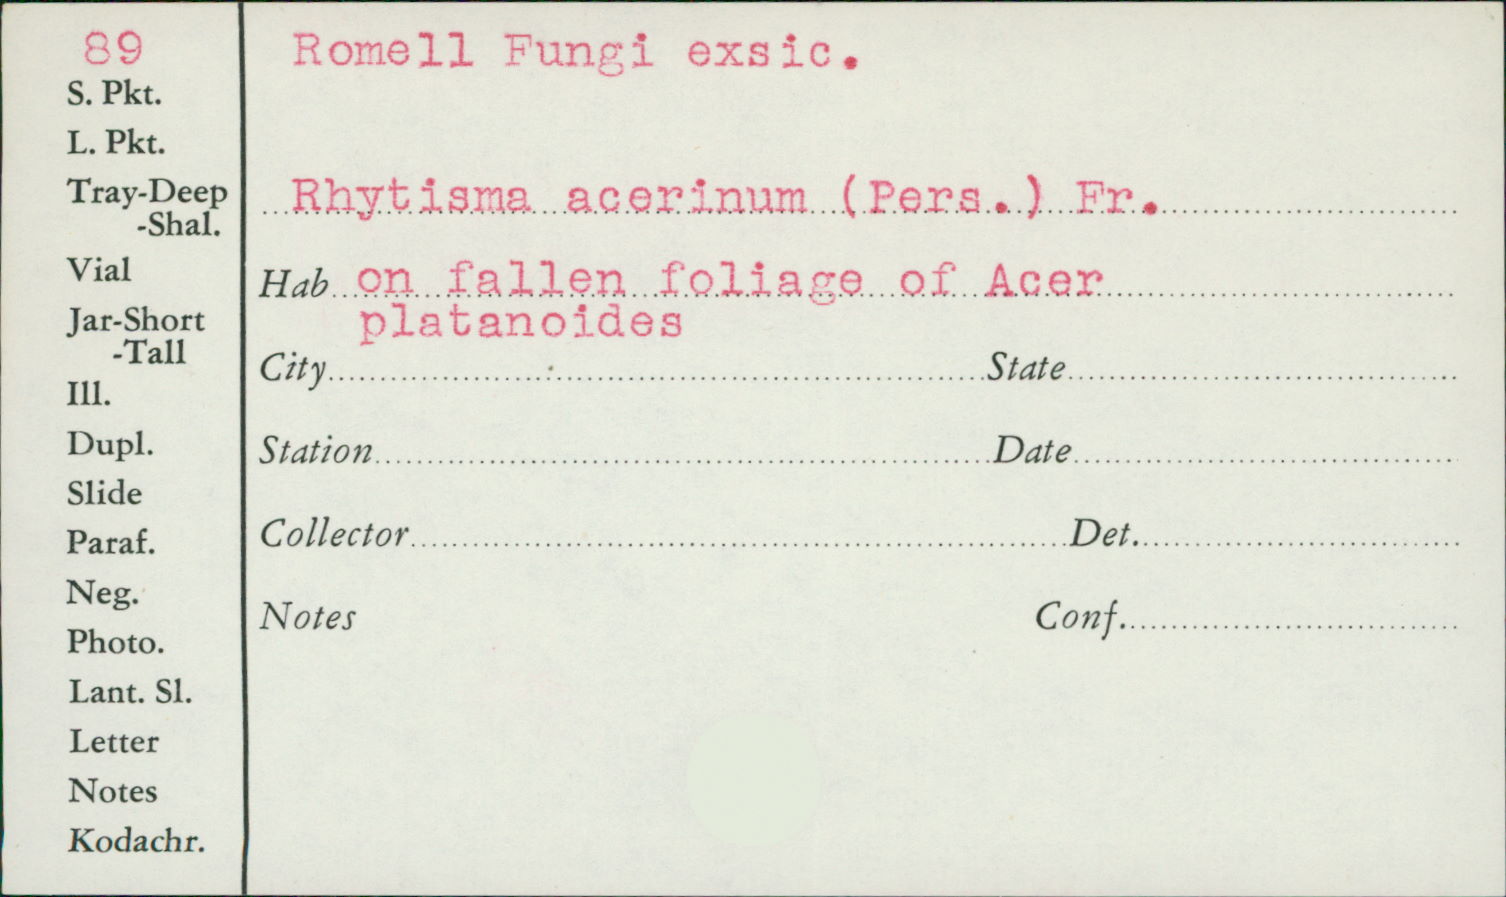 89
S. Pkt.
L. Pkt.
Tray-Deep
-Shal.
Vial
Jar-Short
-Tall
Ill.
Dupl.
Slide
Paraf.
Neg.
Photo.
Lant. Sl.
Letter
Notes
Kodachr.
Romell Fungi exsic.
Rhytisma acerinum (Pers.) Fr.
Hab on fallen foliage of Acer
platanoides
City State
Station Date
Collector Det.
Notes Conf.